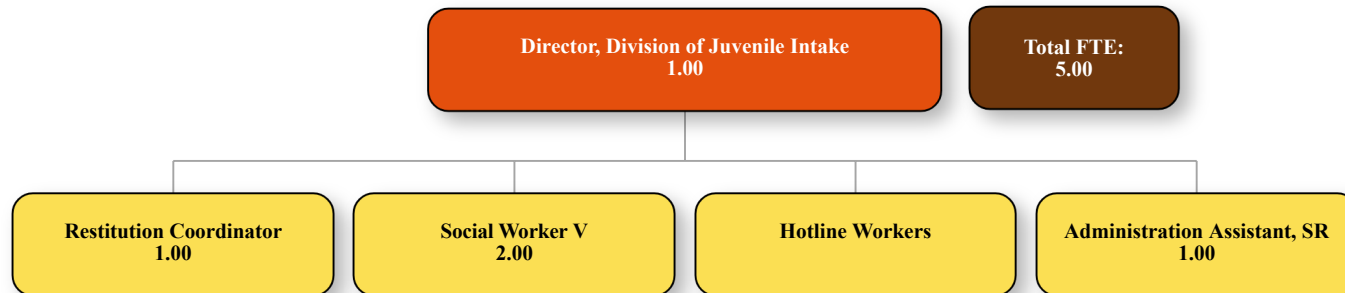 Director, Division of Juvenile Intake
1.00
Total FTE:
5.00
Restitution Coordinator
1.00
Social Worker V
2.00
Hotline Workers
Administration Assistant, SR
1.00